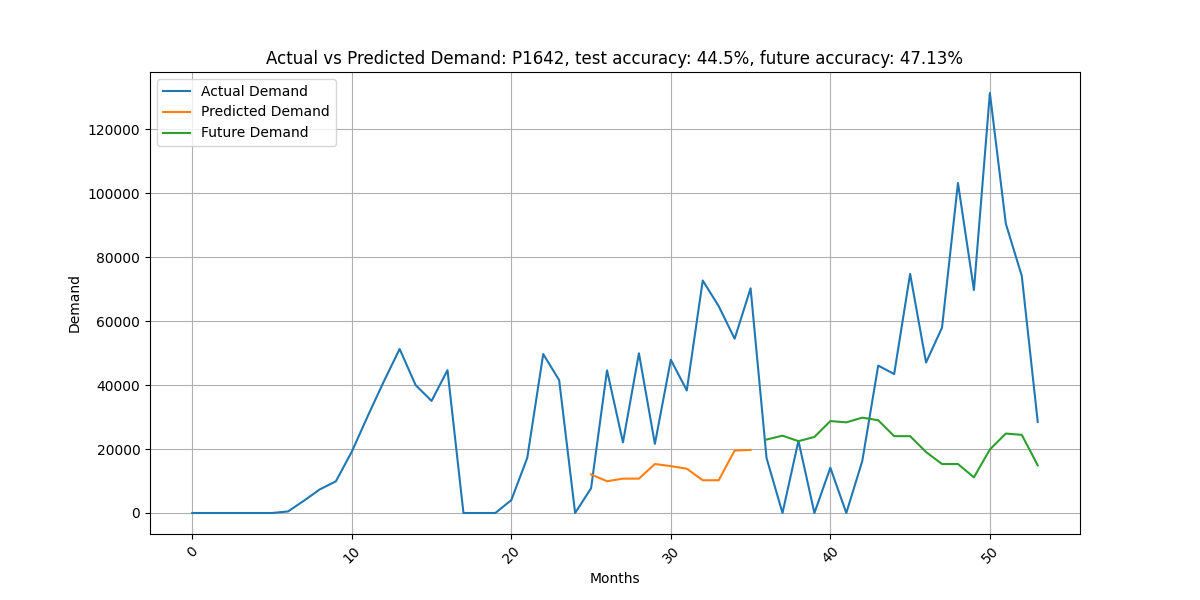 Actual vs Predicted Demand: P1642, test accuracy: 44.5%, future accuracy: 47.13%
Actual Demand
Predicted Demand
Future Demand
120000
100000
80000
60000
40000
20000
0
Demand
0
10
20
30
40
50
Months